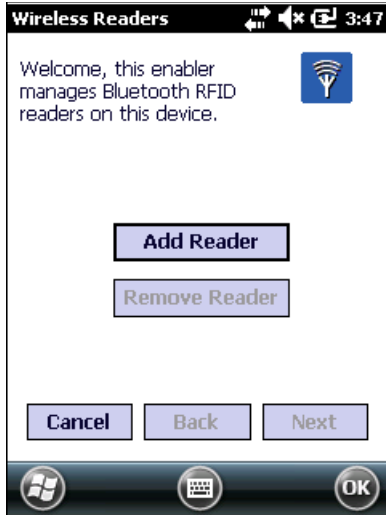 Wireless Readers 3:47
Welcome, this enabler
manages Bluetooth RFID
readers on this device.
Add Reader
Remove Reader
Cancel Back Next
OK